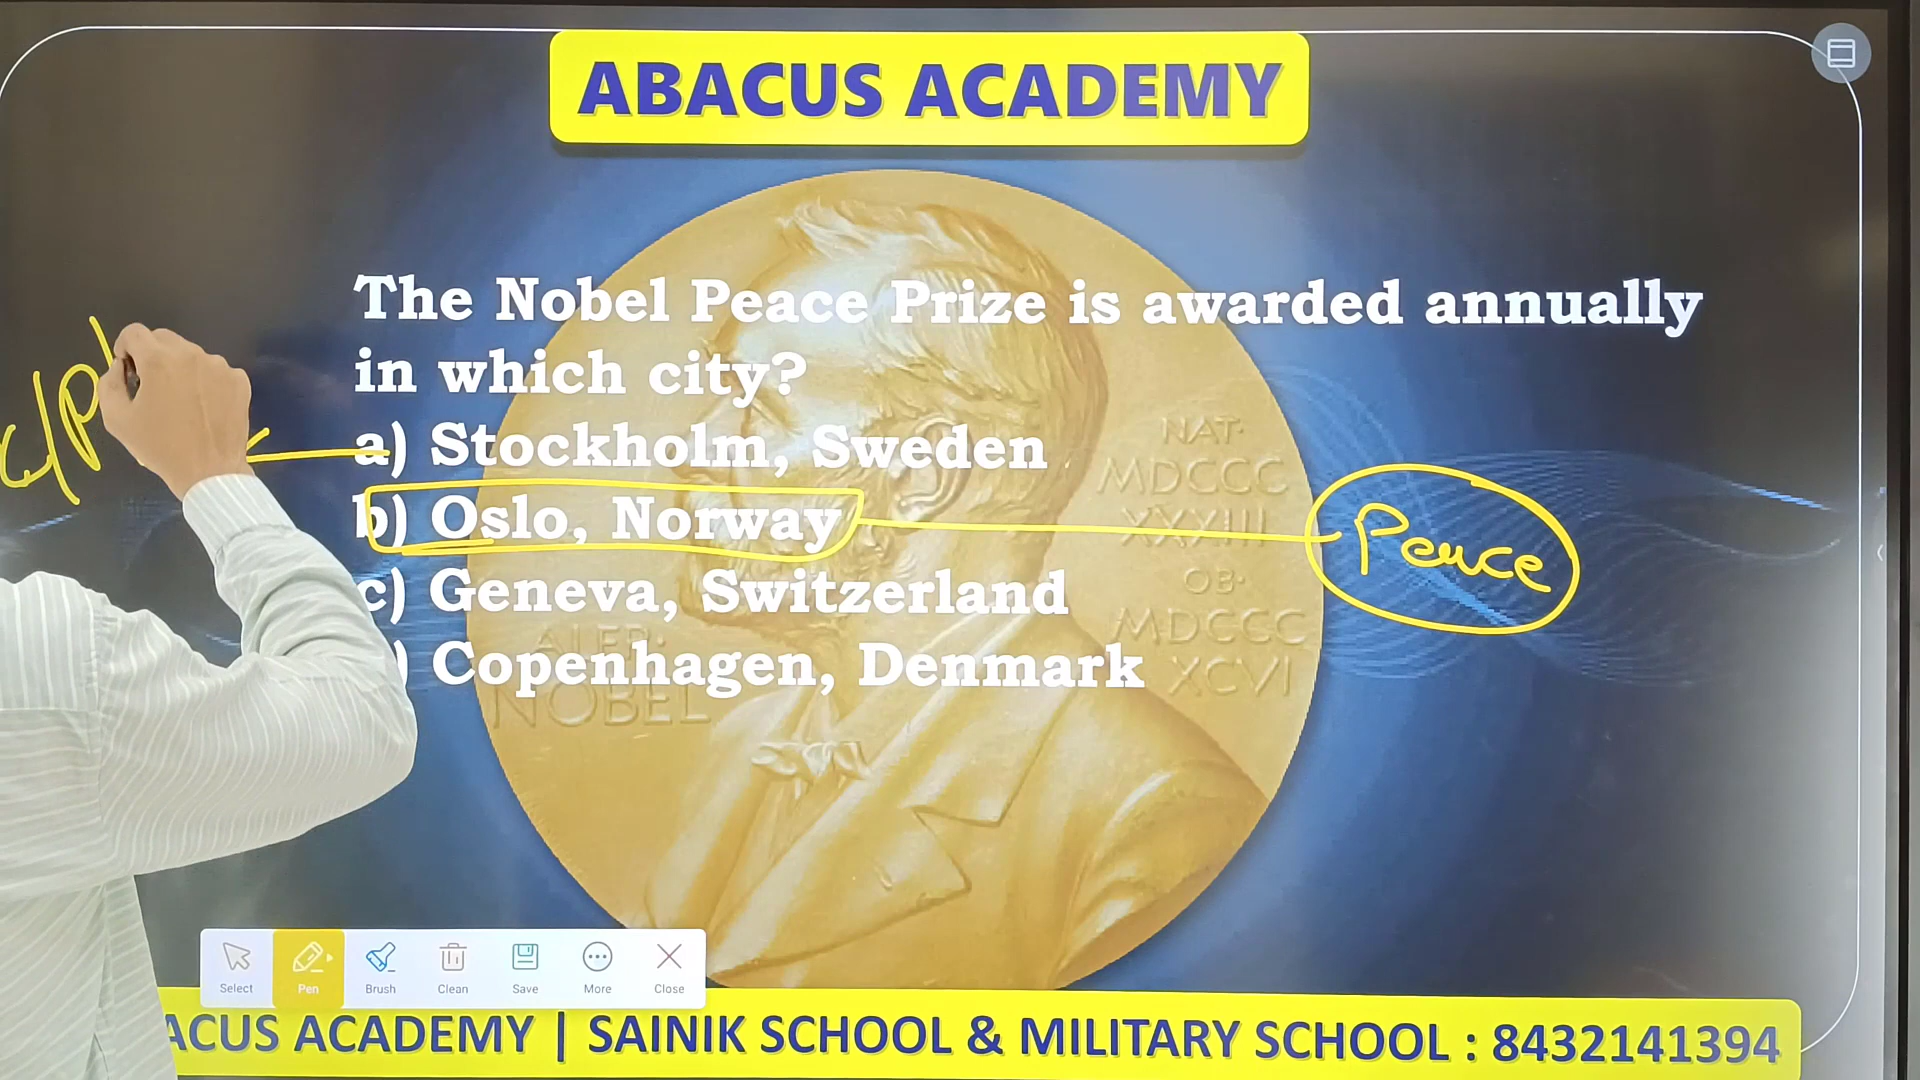 ABACUS ACADEMY
The Nobel Peace Prize is awarded annually
in which city?
a) Stockholm, Sweden
b) Oslo, Norway
Peace
c) Geneva, Switzerland
) Copenhagen, Denmark
NAT·
MDCCC
XXXIII
OB·
MDCCC
XCVI
ALFR·
NOBEL
Select
Pen
Brush
Clean
Save
More
Close
ACUS ACADEMY | SAINIK SCHOOL & MILITARY SCHOOL : 8432141394